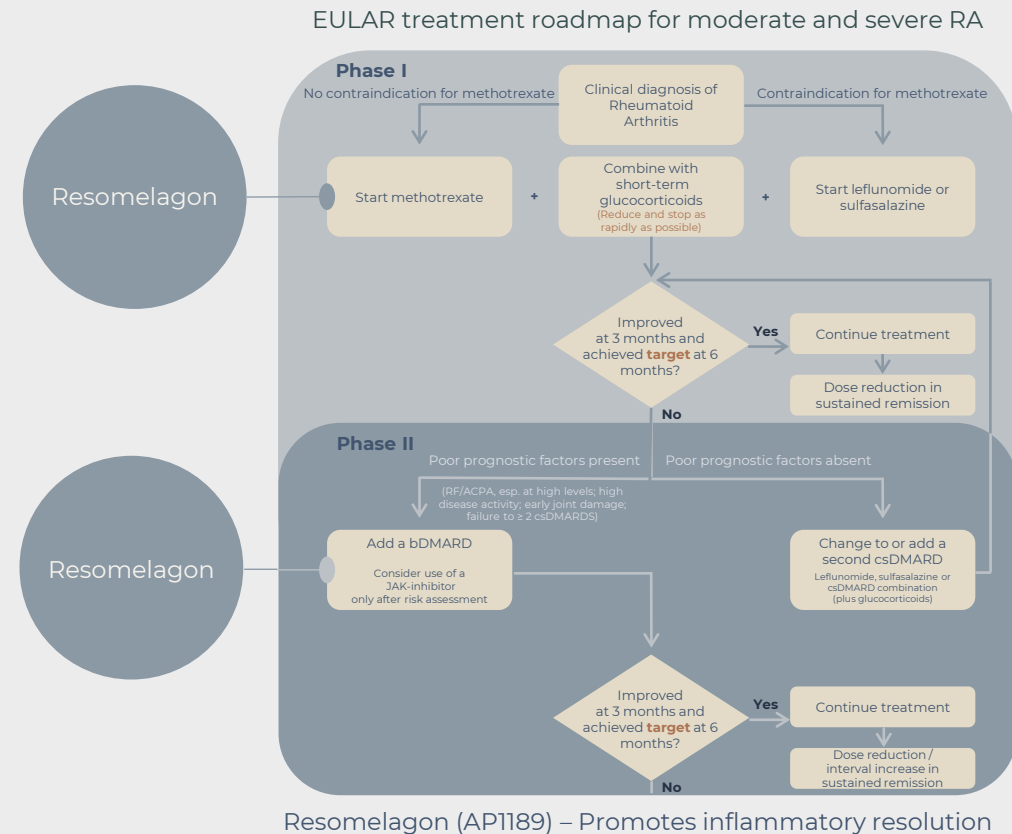 EULAR treatment roadmap for moderate and severe RA
Phase I
No contraindication for methotrexate
Clinical diagnosis of
Rheumatoid
Arthritis
Contraindication for methotrexate
Resomelagon
Start methotrexate
+
Combine with
short-term
glucocorticoids
(Reduce and stop as
rapidly as possible)
+
Start leflunomide or
sulfasalazine
Improved
at 3 months and
achieved target at 6
months?
Yes
Continue treatment
Dose reduction in
sustained remission
No
Phase II
Poor prognostic factors present
Poor prognostic factors absent
(RF/ACPA, esp. at high levels; high
disease activity; early joint damage;
failure to ≥ 2 csDMARDS)
Resomelagon
Add a bDMARD
Consider use of a
JAK-inhibitor
only after risk assessment
Change to or add a
second csDMARD
Leflunomide, sulfasalazine or
csDMARD combination
(plus glucocorticoids)
Improved
at 3 months and
achieved target at 6
months?
Yes
Continue treatment
Dose reduction /
interval increase in
sustained remission
No
Resomelagon (AP1189) – Promotes inflammatory resolution